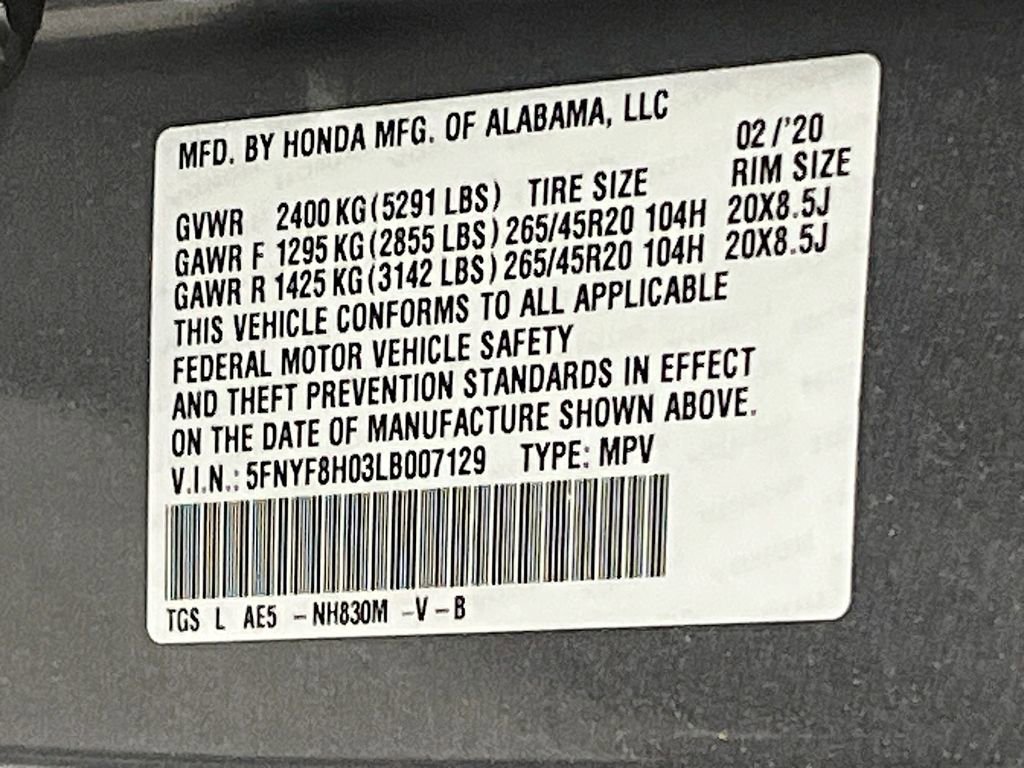 MFD. BY HONDA MFG. OF ALABAMA, LLC
02/'20
GVWR 2400 KG (5291 LBS) TIRE SIZE RIM SIZE
GAWR F 1295 KG (2855 LBS) 265/45R20 104H 20X8.5J
GAWR R 1425 KG (3142 LBS) 265/45R20 104H 20X8.5J
THIS VEHICLE CONFORMS TO ALL APPLICABLE
FEDERAL MOTOR VEHICLE SAFETY
AND THEFT PREVENTION STANDARDS IN EFFECT
ON THE DATE OF MANUFACTURE SHOWN ABOVE.
V.I.N.: 5FNYF8H03LB007129 TYPE: MPV
TGS L AE5 - NH830M - V - B